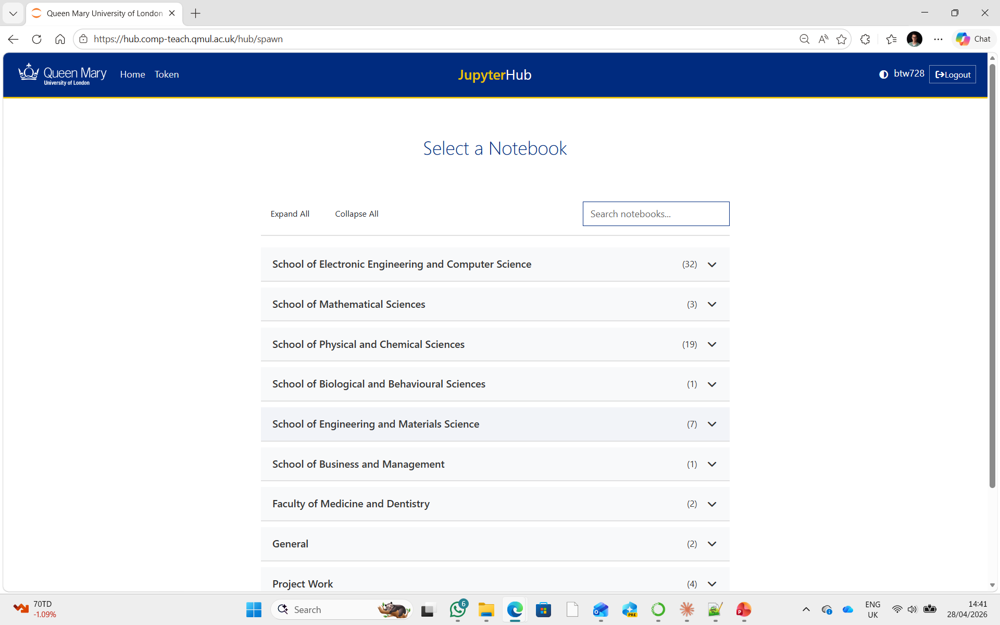 Queen Mary University of London
https://hub.comp-teach.qmul.ac.uk/hub/spawn
Chat
Queen Mary
University of London
Home
Token
JupyterHub
btw728
Logout
Select a Notebook
Expand All
Collapse All
Search notebooks...
School of Electronic Engineering and Computer Science (32)
School of Mathematical Sciences (3)
School of Physical and Chemical Sciences (19)
School of Biological and Behavioural Sciences (1)
School of Engineering and Materials Science (7)
School of Business and Management (1)
Faculty of Medicine and Dentistry (2)
General (2)
Project Work (4)
70TD
-1.09%
Search
6
PRE
ENG
UK
14:41
28/04/2026